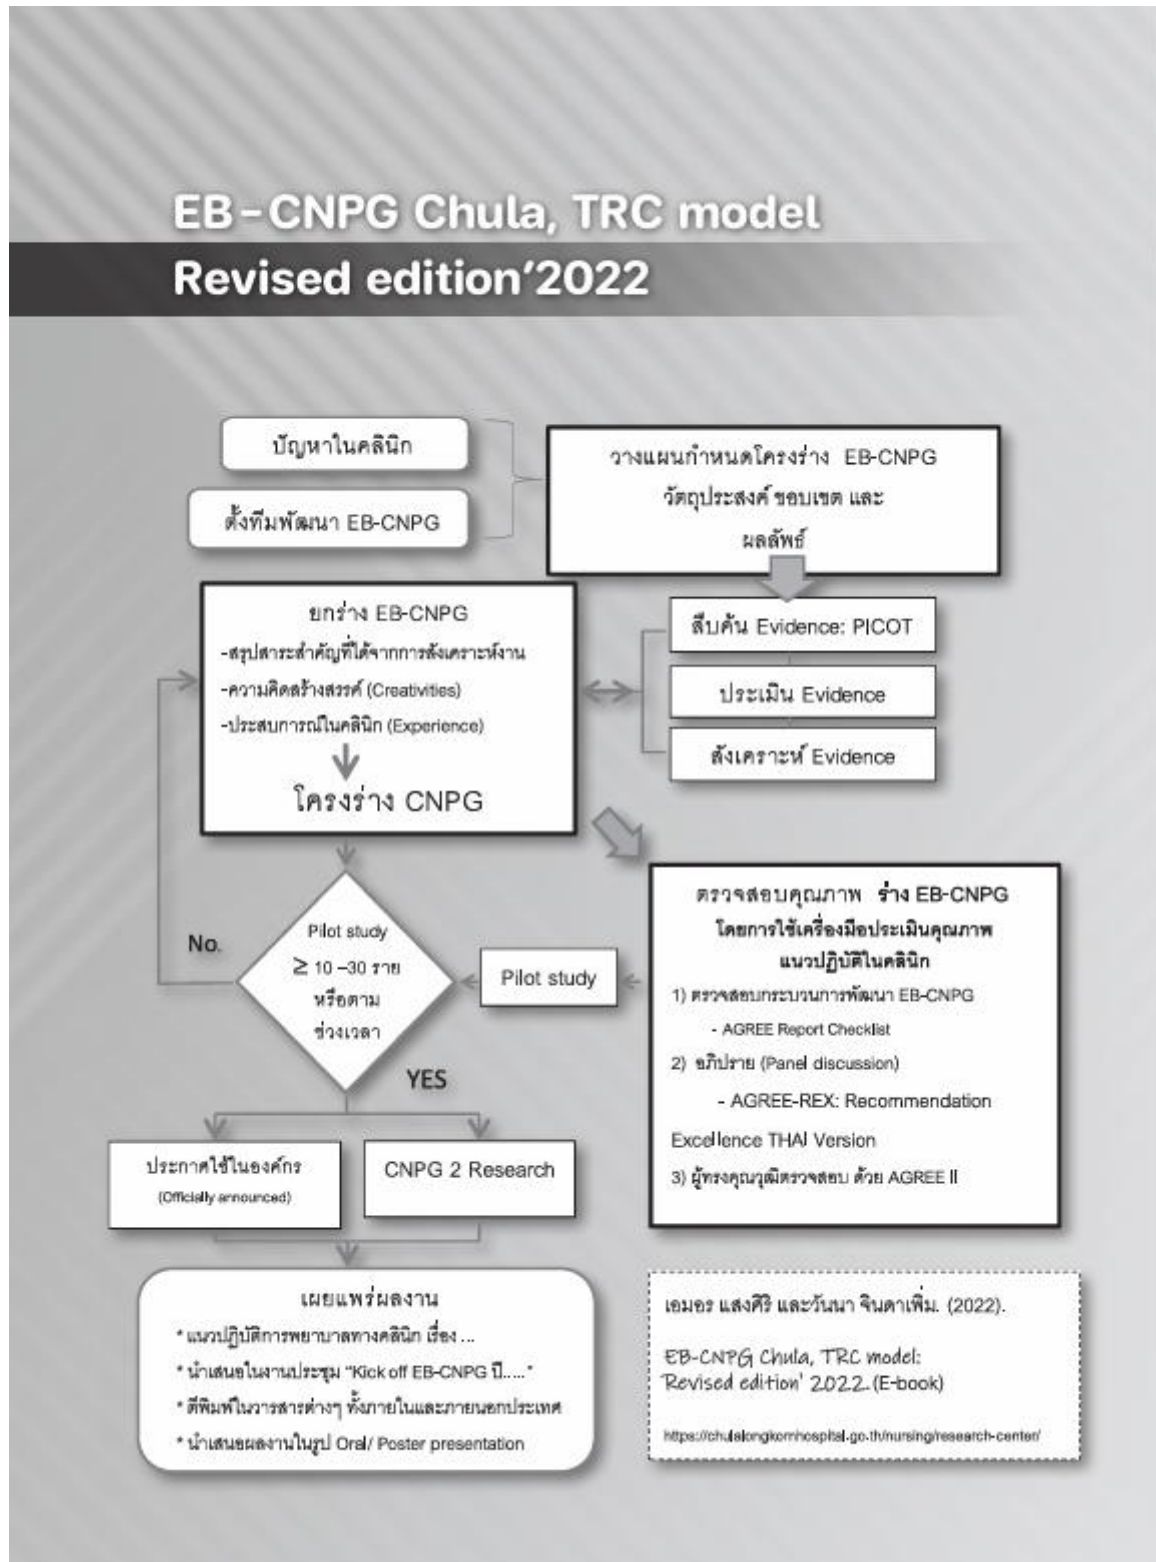 EB-CNPG Chula, TRC model
Revised edition'2022
ปัญหาในคลินิก
ตั้งทีมพัฒนา EB-CNPG
วางแผนกำหนดโครงร่าง EB-CNPG
วัตถุประสงค์ ขอบเขต และ
ผลลัพธ์
ยกร่าง EB-CNPG
-สรุปสาระสำคัญที่ได้จากการสังเคราะห์งาน
-ความคิดสร้างสรรค์ (Creativities)
-ประสบการณ์ในคลินิก (Experience)
โครงร่าง CNPG
สืบค้น Evidence: PICOT
ประเมิน Evidence
สังเคราะห์ Evidence
ตรวจสอบคุณภาพ ร่าง EB-CNPG
โดยการใช้เครื่องมือประเมินคุณภาพ
แนวปฏิบัติในคลินิก
1) ตรวจสอบกระบวนการพัฒนา EB-CNPG
- AGREE Report Checklist
2) อภิปราย (Panel discussion)
- AGREE-REX: Recommendation
Excellence THAI Version
3) ผู้ทรงคุณวุฒิตรวจสอบ ด้วย AGREE II
Pilot study
No.
Pilot study
≥ 10 –30 ราย
หรือตาม
ช่วงเวลา
YES
ประกาศใช้ในองค์กร
(Officially announced)
CNPG 2 Research
เผยแพร่ผลงาน
* แนวปฏิบัติการพยาบาลทางคลินิก เรื่อง ...
* นำเสนอในงานประชุม "Kick off EB-CNPG ปี....."
* ตีพิมพ์ในวารสารต่างๆ ทั้งภายในและภายนอกประเทศ
* นำเสนอผลงานในรูป Oral/ Poster presentation
เอมอร แสงศิริ และวันนา จินดาเพิ่ม. (2022).
EB-CNPG Chula, TRC model:
'Revised edition' 2022. (E-book)
https://chulalongkornhospital.go.th/nursing/research-center/